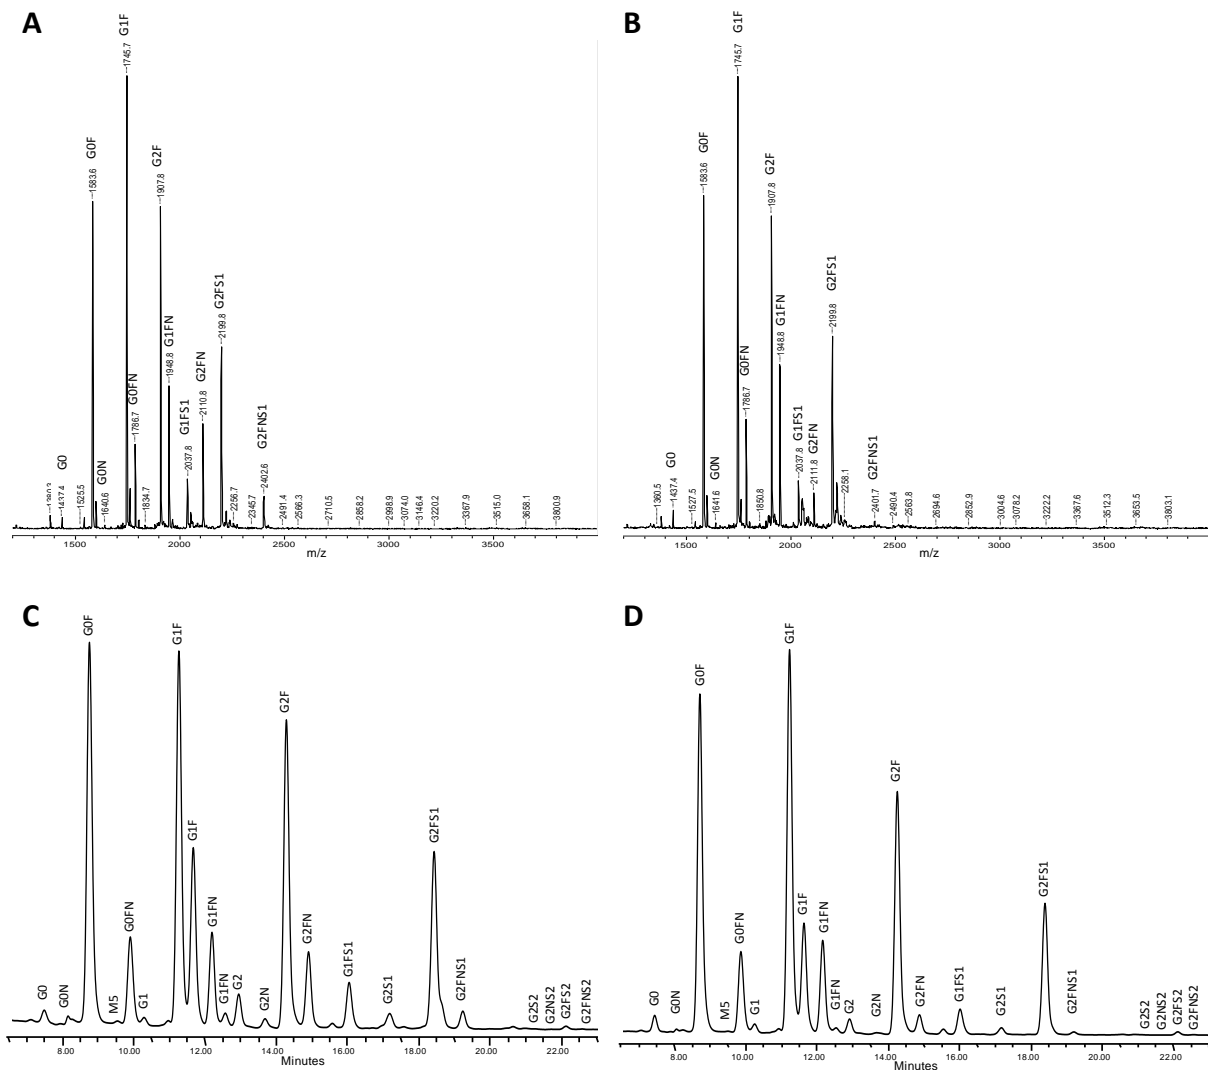 A
G1F
1745.7
G0F
1583.6
G2F
1907.8
G2FS1
2199.8
G1FN
1948.8
G2FN
2110.8
G0FN
1786.7
G1FS1
2037.8
G2FNS1
2402.6
G0
1437.4
G0N
1640.6
1525.5
1834.7
2256.7
2345.7
2491.4
2566.3
2710.5
2858.2
2998.9
3074.0
3146.4
3220.2
3367.9
3515.0
3658.1
3800.9
1500 2000 2500 3000 3500
m/z
B
G1F
1745.7
G0F
1583.6
G2F
1907.8
G2FS1
2199.8
G1FN
1948.8
G0FN
1786.7
G1FS1
2037.8
G2FN
2111.8
G2FNS1
2401.7
G0
1437.4
G0N
1641.6
1360.5
1527.5
1850.8
2258.1
2490.4
2563.8
2694.6
2852.9
3004.6
3078.2
3222.2
3367.6
3512.3
3653.5
3803.1
1500 2000 2500 3000 3500
m/z
C
G0F
G1F
G2F
G1F
G2FS1
G0FN
G1FN
G2FN
G1FS1
G0
G0N
M5
G1
G1FN
G2
G2N
G2S1
G2FNS1
G2S2
G2NS2
G2FS2
G2FNS2
8.00 10.00 12.00 14.00 16.00 18.00 20.00 22.00
Minutes
D
G1F
G0F
G2F
G1F
G2FS1
G0FN
G1FN
G0
G0N
M5
G1
G1FN
G2
G2N
G2FN
G1FS1
G2S1
G2FNS1
G2S2
G2NS2
G2FS2
G2FNS2
8.00 10.00 12.00 14.00 16.00 18.00 20.00 22.00
Minutes